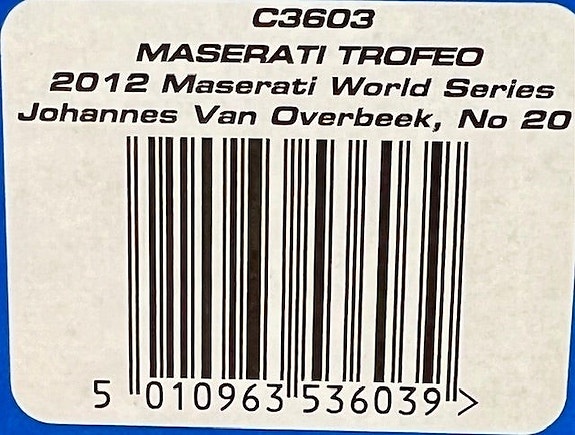 C3603
MASERATI TROFEO
2012 Maserati World Series
Johannes Van Overbeek, No 20
5 010963 536039 >